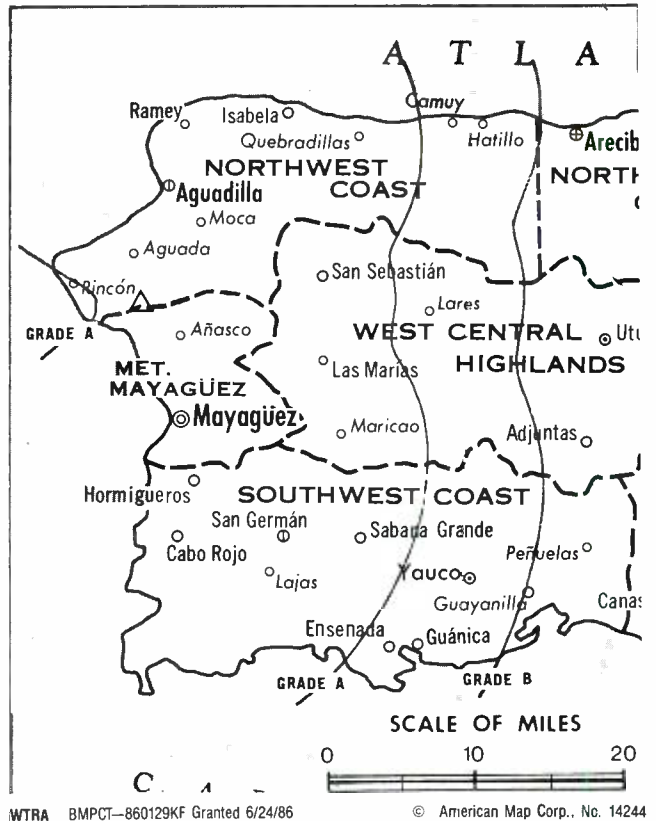 A T L A
Camuy
Ramey Isabela
Quebradillas Hatillo Arecib
NORTHWEST
COAST
NORTH
Aguadilla
Moca
Aguada
San Sebastián
Rincón
Lares
GRADE A Añasco
WEST CENTRAL Utu
HIGHLANDS
MET.
MAYAGÜEZ
Las Marías
Mayagüez
Maricao Adjuntas
Hormigueros
SOUTHWEST COAST
San Germán
Sabana Grande
Cabo Rojo
Peñuelas
Lajas
Yauco
Guayanilla
Canas
Ensenada Guánica
GRADE A GRADE B
SCALE OF MILES
0 10 20
WTRA BMPCT—860129KF Granted 6/24/86 © American Map Corp., No. 14244